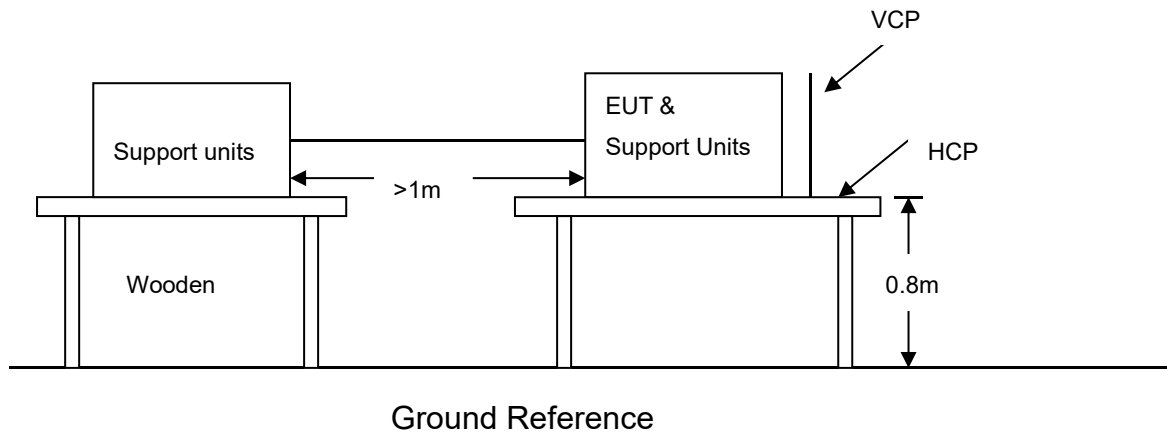 VCP
EUT &
Support Units
Support units
HCP
>1m
Wooden
0.8m
Ground Reference